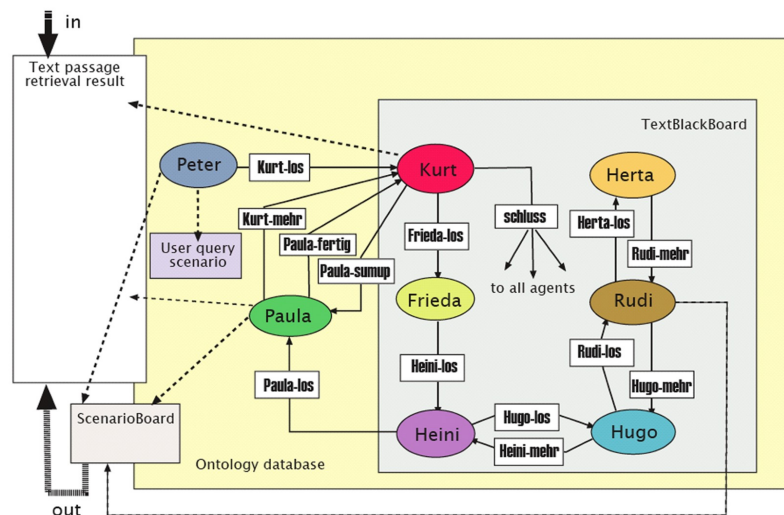 in
Text passage
retrieval result
TextBlackBoard
Peter
Kurt-los
Kurt
Herta
Kurt-mehr
schluss
Herta-los
Frieda-los
Rudi-mehr
User query
scenario
Paula-fertig
Paula-sumup
to all agents
Frieda
Rudi
Paula
Rudi-los
Heini-los
Paula-los
Hugo-mehr
ScenarioBoard
Hugo-los
Heini
Hugo
Heini-mehr
Ontology database
out